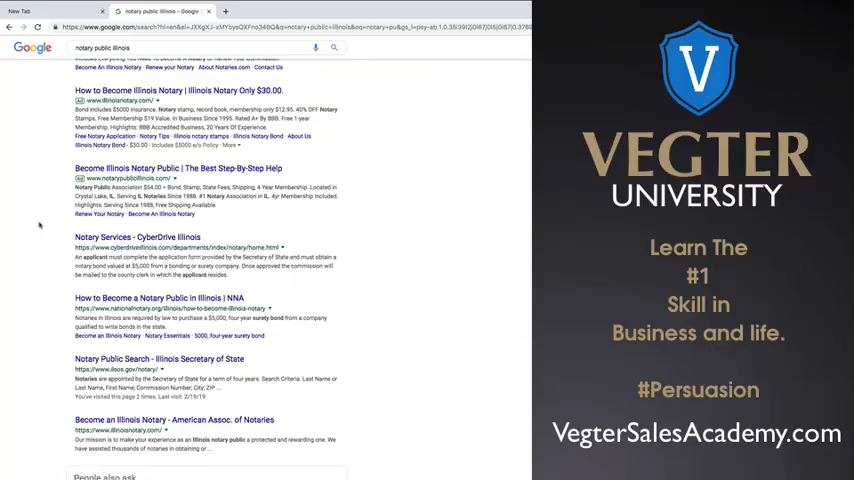 New Tab
notary public illinois - Google
https://www.google.com/search?hl=en&ei=
Google
notary public illinois
Become An Illinois Notary · Renew your Notary · About Notaries.com · Contact Us
How to Become Illinois Notary | Illinois Notary Only $30.00.
Ad www.illinoisnotary.com/
Bond includes $5000 insurance. Notary stamp, record book, membership only $12.95. 40% OFF Notary
Stamps. Free Membership $19 Value. In Business Since 1995. Rated A+ By BBB. Free 1-year
Membership. Highlights: BBB Accredited Business, 20 Years Of Experience.
Free Notary Application · Notary Tips · Illinois notary stamps · Illinois Notary Bond · About Us
Illinois Notary Bond - $30.00 - Includes $5000 e/o Policy · More
Become Illinois Notary Public | The Best Step-By-Step Help
Ad www.notarypublicillinois.com/
Notary Public Association $54.00 + Bond, Stamp, State Fees, Shipping, 4 Year Membership. Located in
Crystal Lake, IL. Serving IL Notaries Since 1988. #1 Notary Association in IL. 4yr Membership Included.
Highlights: Serving Since 1988, Free Shipping Available.
Renew Your Notary · Become An Illinois Notary
Notary Services - CyberDrive Illinois
https://www.cyberdriveillinois.com/departments/index/notary/home.html
An applicant must complete the application form provided by the Secretary of State and must obtain a
notary bond valued at $5,000 from a bonding or surety company. Once approved the commission will
be mailed to the county clerk in which the applicant resides.
How to Become a Notary Public in Illinois | NNA
https://www.nationalnotary.org/illinois/how-to-become-illinois-notary
Notaries in Illinois are required by law to purchase a $5,000, four-year surety bond from a company
qualified to write bonds in the state.
Become an Illinois Notary · Notary Essentials · 5000, four-year surety bond
Notary Public Search - Illinois Secretary of State
https://www.ilsos.gov/notary/
Notaries are appointed by the Secretary of State for a term of four years. Search Criteria. Last Name or
Last Name, First Name; Commission Number; City; ZIP ...
You've visited this page 2 times. Last visit: 2/19/19
Become an Illinois Notary - American Assoc. of Notaries
https://www.illinoisnotary.com/
Our mission is to make your experience as an Illinois notary public a protected and rewarding one. We
have assisted thousands of notaries in obtaining or ...
People also ask
V
VEGTER
UNIVERSITY
Learn The
#1
Skill in
Business and life.
#Persuasion
VegterSalesAcademy.com